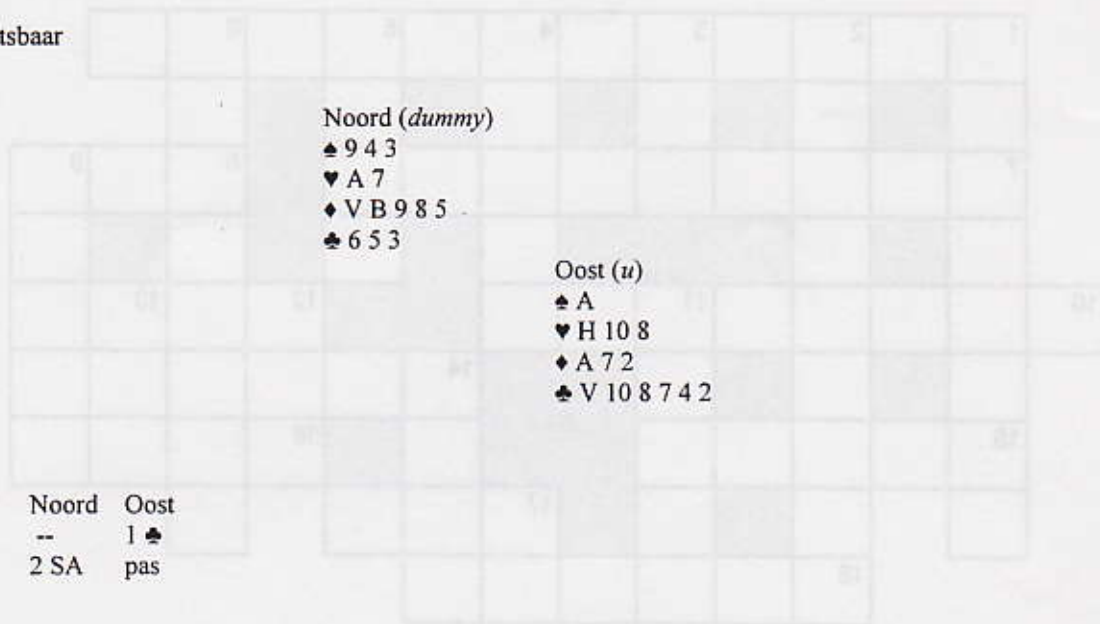 tsbaar
Noord (dummy)
♠ 9 4 3
♥ A 7
♦ V B 9 8 5
♣ 6 5 3
Oost (u)
♠ A
♥ H 10 8
♦ A 7 2
♣ V 10 8 7 4 2
Noord Oost
-- 1 ♣
2 SA pas